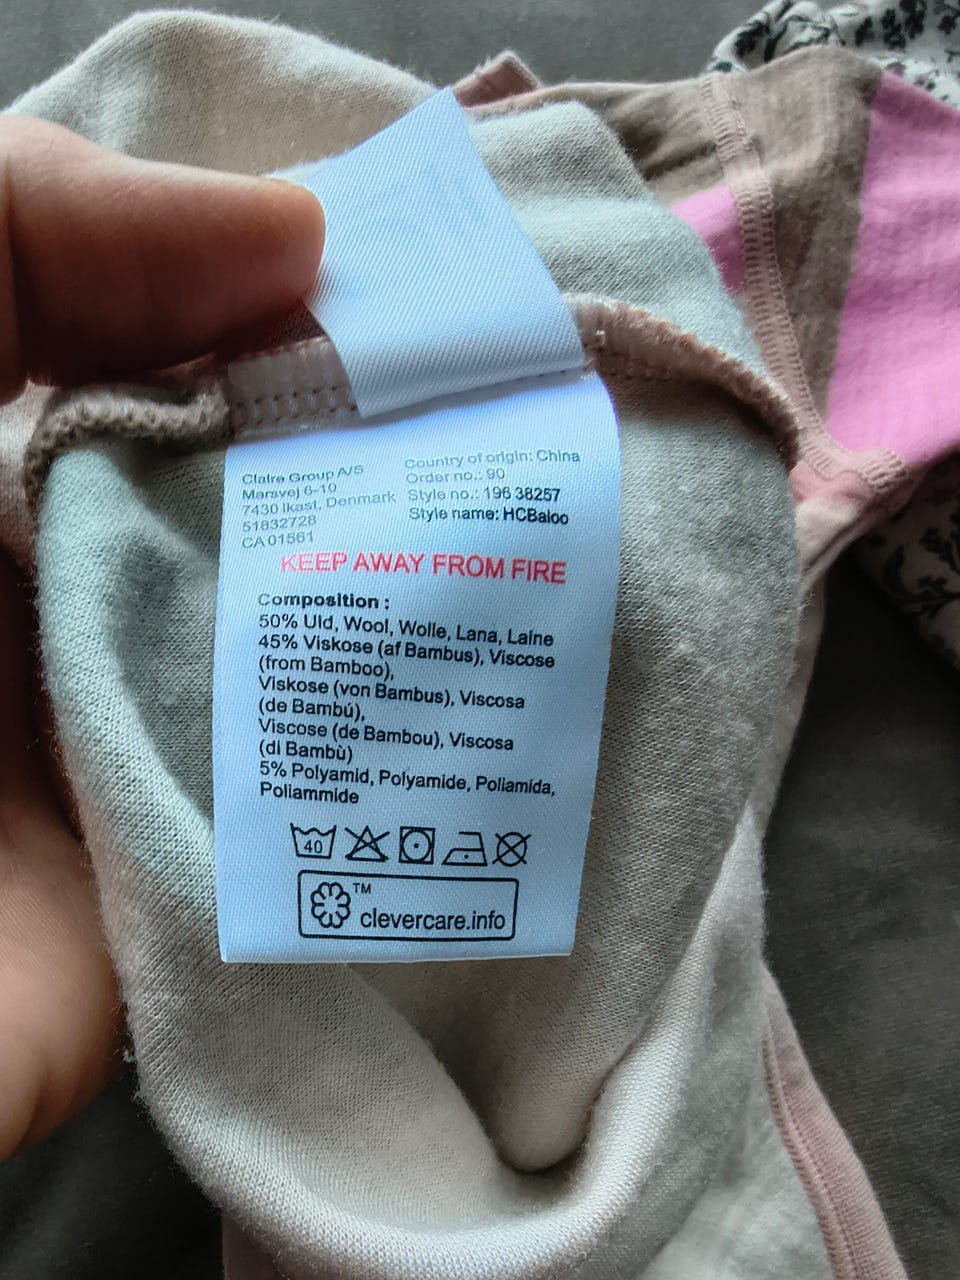 Claire Group A/S
Marsvej 6-10
7430 Ikast, Denmark
51832728
CA01561
Country of origin: China
Order no.: 90
Style no.: 196 38257
Style name: HCBaloo
KEEP AWAY FROM FIRE
Composition :
50% Uld, Wool, Wolle, Lana, Laine
45% Viskose (af Bambus), Viscose
(from Bamboo),
Viskose (von Bambus), Viscosa
(de Bambú),
Viscose (de Bambou), Viscosa
(di Bambù)
5% Polyamid, Polyamide, Poliamida,
Poliammide
40
TM
clevercare.info